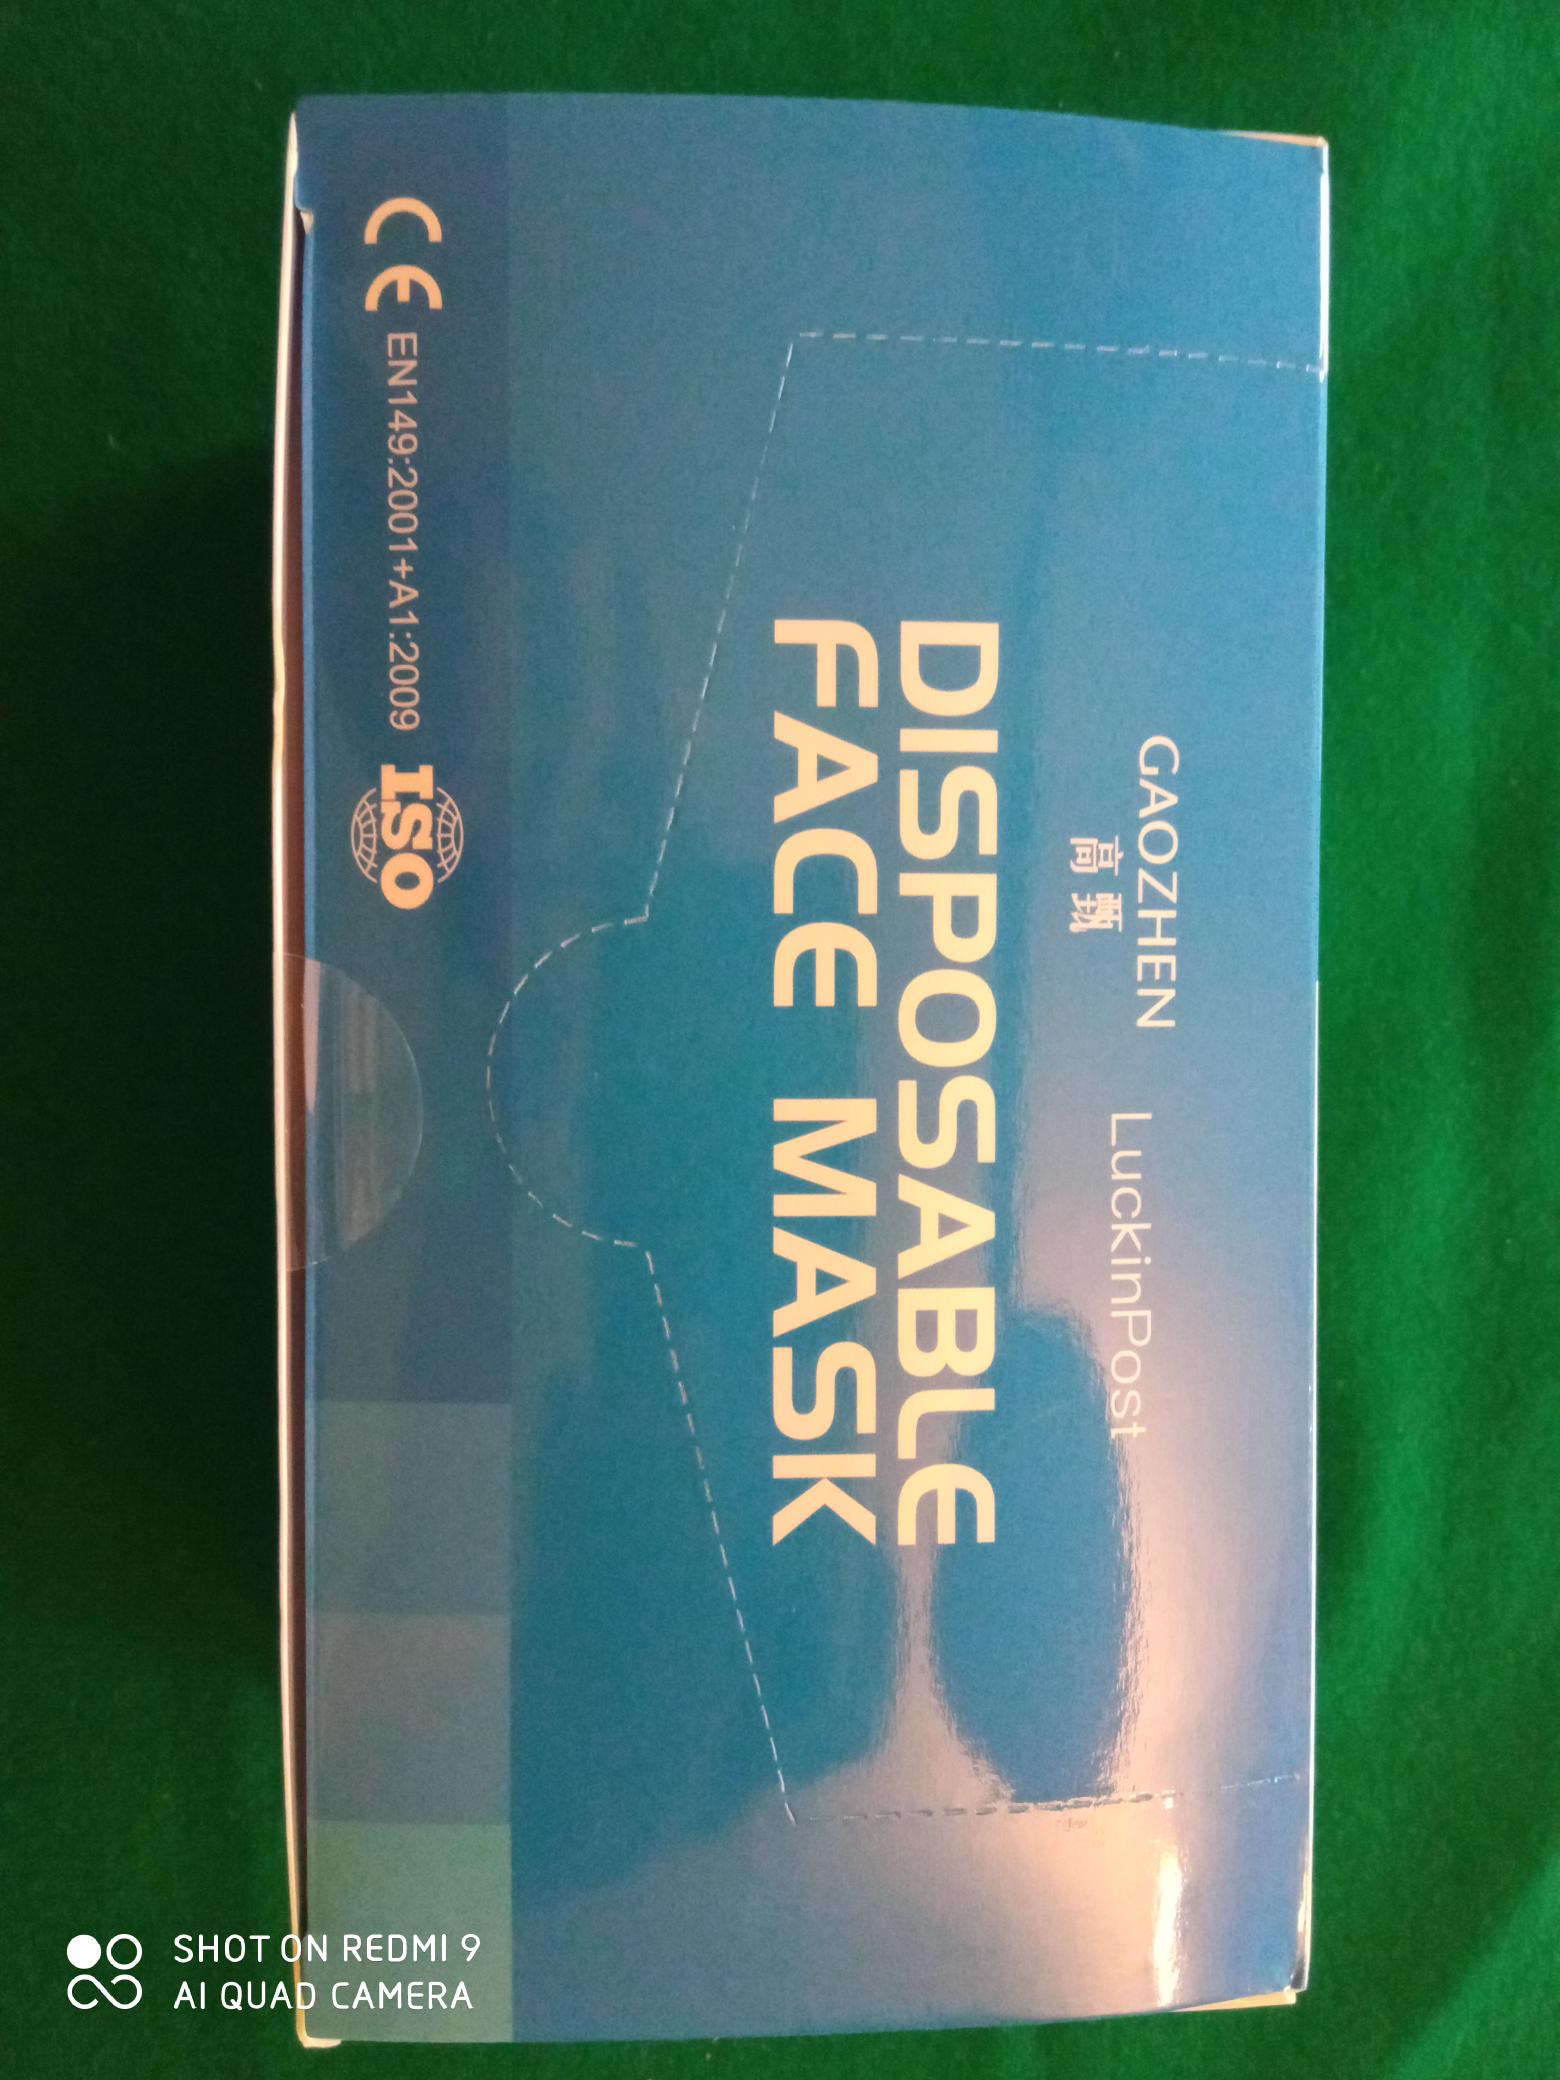 GAOZHEN
高甄
LuckinPost
DISPOSABLE
FACE MASK
CE EN149:2001+A1:2009 ISO
SHOT ON REDMI 9
AI QUAD CAMERA